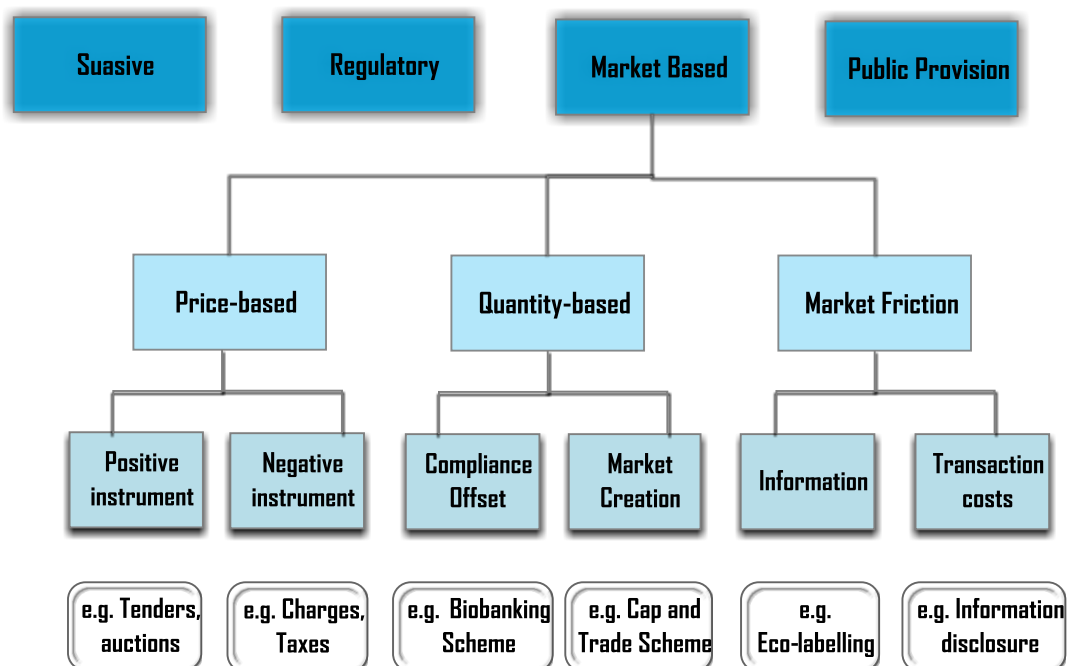 Suasive
Regulatory
Market Based
Public Provision
Price-based
Quantity-based
Market Friction
Positive
instrument
Negative
instrument
Compliance
Offset
Market
Creation
Information
Transaction
costs
e.g. Tenders,
auctions
e.g. Charges,
Taxes
e.g. Biobanking
Scheme
e.g. Cap and
Trade Scheme
e.g.
Eco-labelling
e.g. Information
disclosure